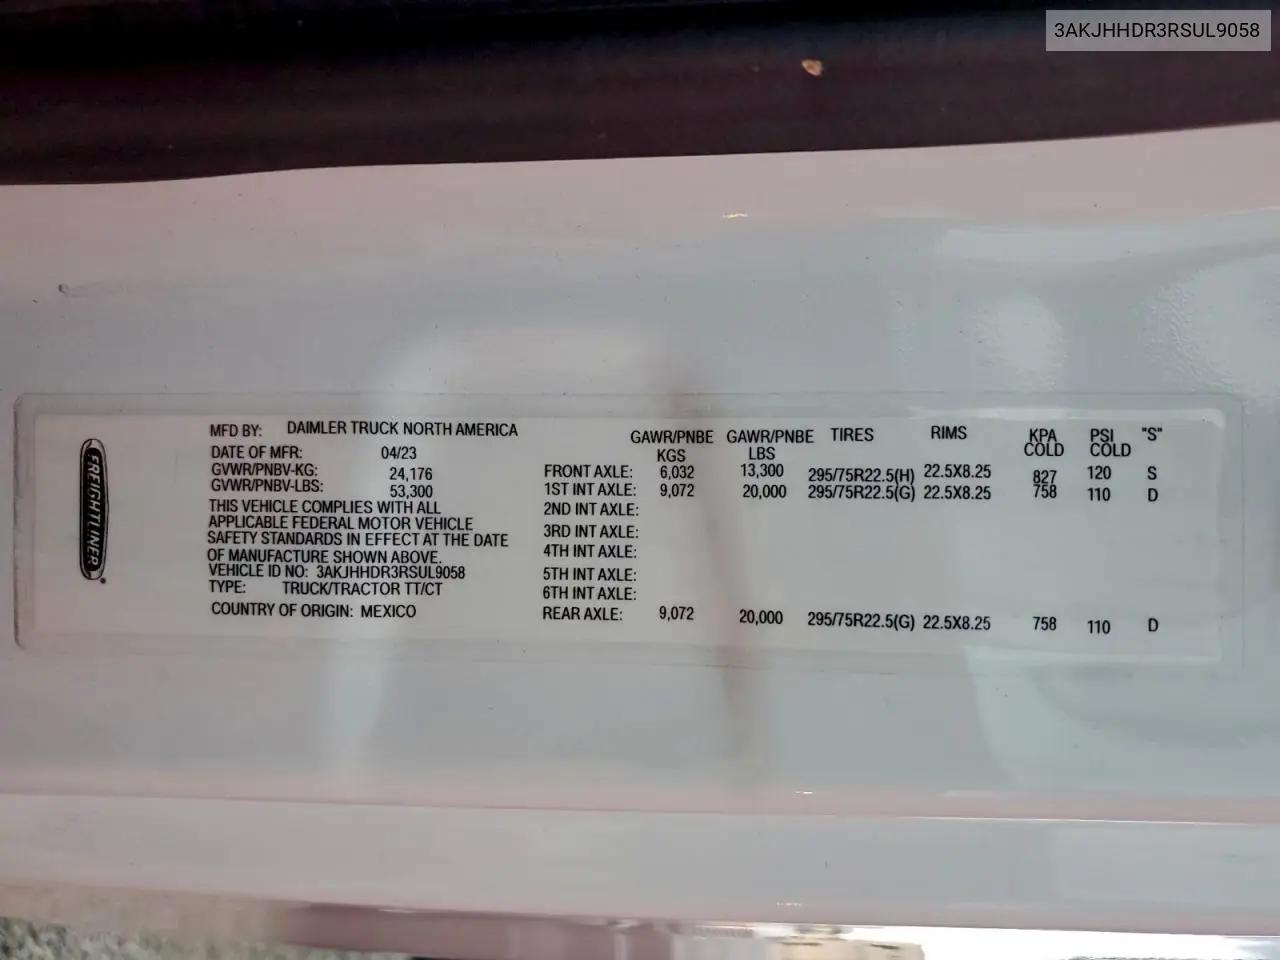 3AKJHHDR3RSUL9058
FREIGHTLINER
MFD BY: DAIMLER TRUCK NORTH AMERICA
DATE OF MFR: 04/23
GVWR/PNBV-KG: 24,176
GVWR/PNBV-LBS: 53,300
THIS VEHICLE COMPLIES WITH ALL
APPLICABLE FEDERAL MOTOR VEHICLE
SAFETY STANDARDS IN EFFECT AT THE DATE
OF MANUFACTURE SHOWN ABOVE.
VEHICLE ID NO: 3AKJHHDR3RSUL9058
TYPE: TRUCK/TRACTOR TT/CT
COUNTRY OF ORIGIN: MEXICO
GAWR/PNBE GAWR/PNBE TIRES RIMS KPA PSI "S"
KGS LBS COLD COLD
FRONT AXLE: 6,032 13,300 295/75R22.5(H) 22.5X8.25 827 120 S
1ST INT AXLE: 9,072 20,000 295/75R22.5(G) 22.5X8.25 758 110 D
2ND INT AXLE:
3RD INT AXLE:
4TH INT AXLE:
5TH INT AXLE:
6TH INT AXLE:
REAR AXLE: 9,072 20,000 295/75R22.5(G) 22.5X8.25 758 110 D